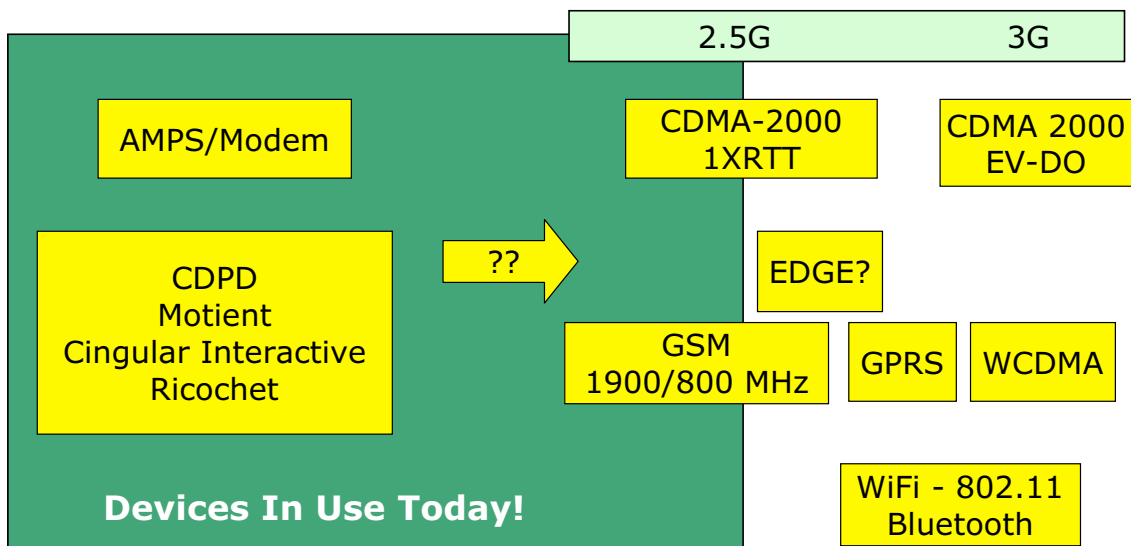 2.5G 3G
AMPS/Modem
CDMA-2000
1XRTT
CDMA 2000
EV-DO
CDPD
Motient
Cingular Interactive
Ricochet
??
EDGE?
GSM
1900/800 MHz
GPRS
WCDMA
Devices In Use Today!
WiFi - 802.11
Bluetooth